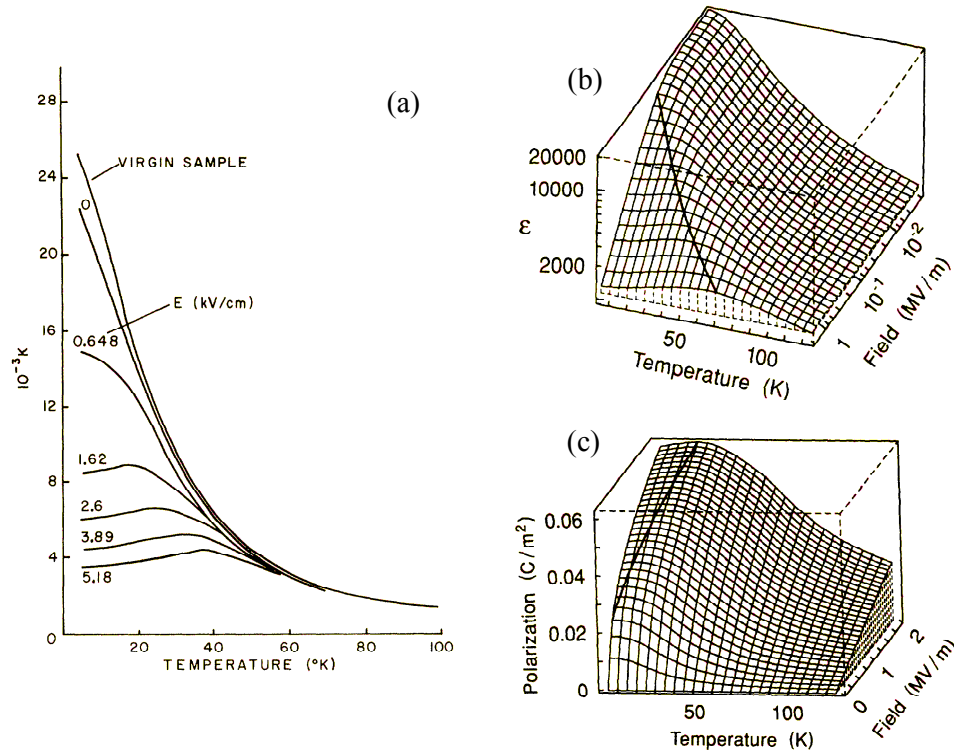 (a)
28
24
20
16
12
8
4
0
10⁻³K
VIRGIN SAMPLE
0
E (kV/cm)
0.648
1.62
2.6
3.89
5.18
0 20 40 60 80 100
TEMPERATURE (°K)
(b)
20000
10000
ε
2000
50
100
Temperature (K)
1
10⁻¹
10⁻²
Field (MV/m)
(c)
0.06
0.04
0.02
0
Polarization (C/m²)
50
100
Temperature (K)
0
1
2
Field (MV/m)